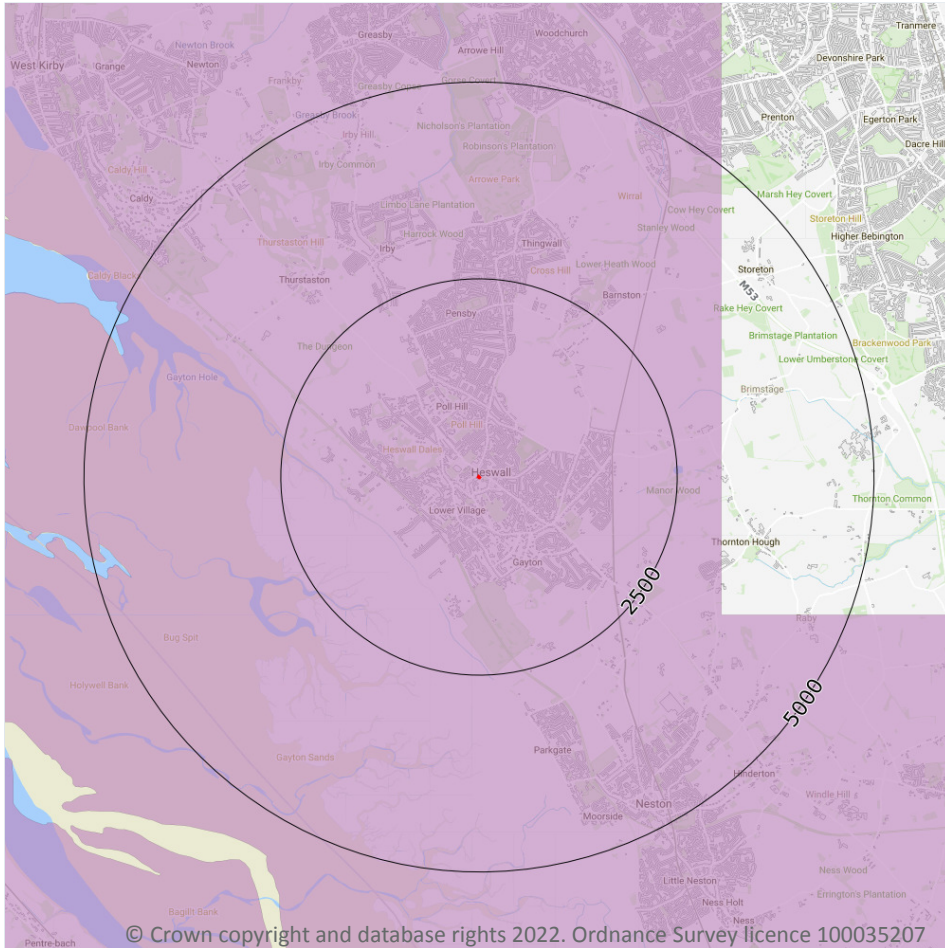 Greasby
Woodchurch
Tranmere
Newton Brook
Arrowe Hill
Devonshire Park
West Kirby
Grange
Newton
Frankby
Greasby Copse
Gorse Covert
Greasby Brook
Prenton
Egerton Park
Nicholson's Plantation
Irby Hill
Robinson's Plantation
Dacre Hill
Irby Common
Caldy Hill
Arrowe Park
Marsh Hey Covert
Caldy
Limbo Lane Plantation
Wirral
Cow Hey Covert
Storeton Hill
Stanley Wood
Harrock Wood
Higher Bebington
Thurstaston Hill
Irby
Thingwall
Lower Heath Wood
Caldy Black
Thurstaston
Cross Hill
Storeton
M53
Barnston
Rake Hey Covert
Pensby
Brimstage Plantation
The Dungeon
Brackenwood Park
Lower Umberstone Covert
Gayton Hole
Brimstage
Poll Hill
Dawpool Bank
Poll Hill
Heswall Dales
Heswall
Manor Wood
Thornton Common
Lower Village
Thornton Hough
Gayton
2500
Raby
Bug Spit
Holywell Bank
5000
Parkgate
Gayton Sands
Hinderton
Windle Hill
Neston
Moorside
Ness Wood
Little Neston
Errington's Plantation
Ness Holt
Bagillt Bank
Ness
Pentre-bach
© Crown copyright and database rights 2022. Ordnance Survey licence 100035207